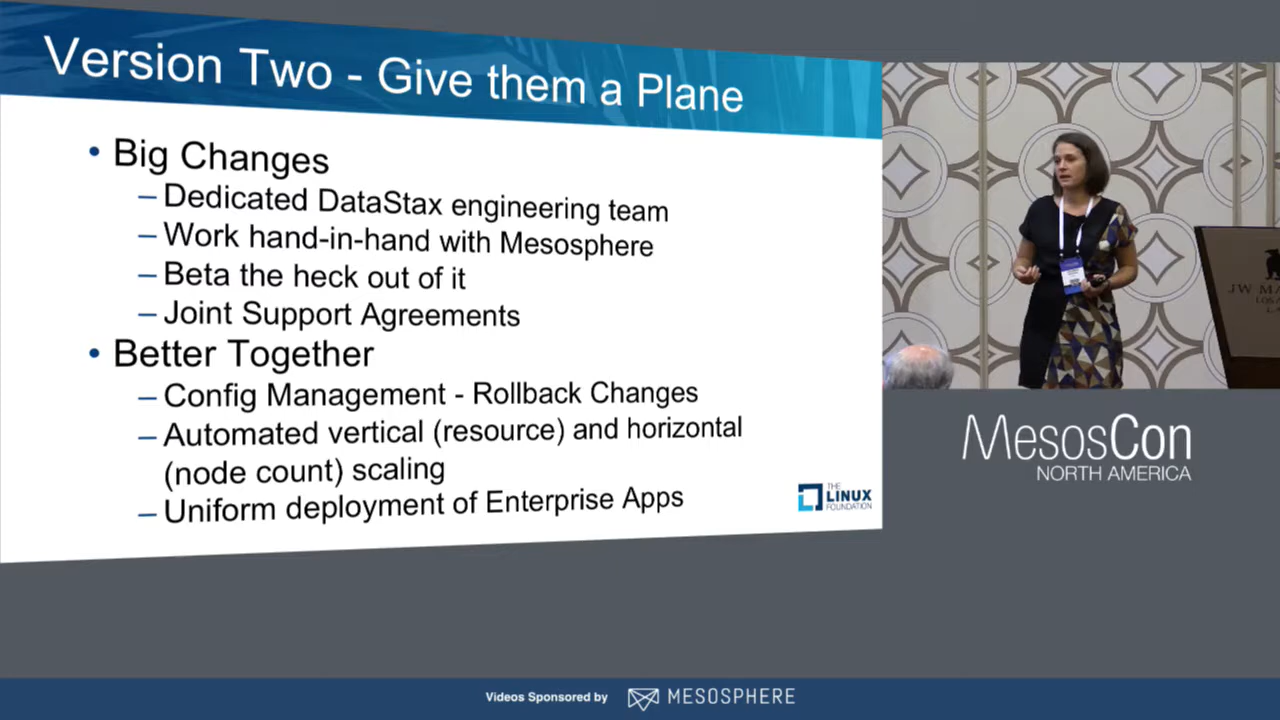 Version Two - Give them a Plane
• Big Changes
– Dedicated DataStax engineering team
– Work hand-in-hand with Mesosphere
– Beta the heck out of it
– Joint Support Agreements
• Better Together
– Config Management - Rollback Changes
– Automated vertical (resource) and horizontal
(node count) scaling
– Uniform deployment of Enterprise Apps
THE
LINUX
FOUNDATION
JW MA
MesosCon
NORTH AMERICA
Videos Sponsored by MESOSPHERE